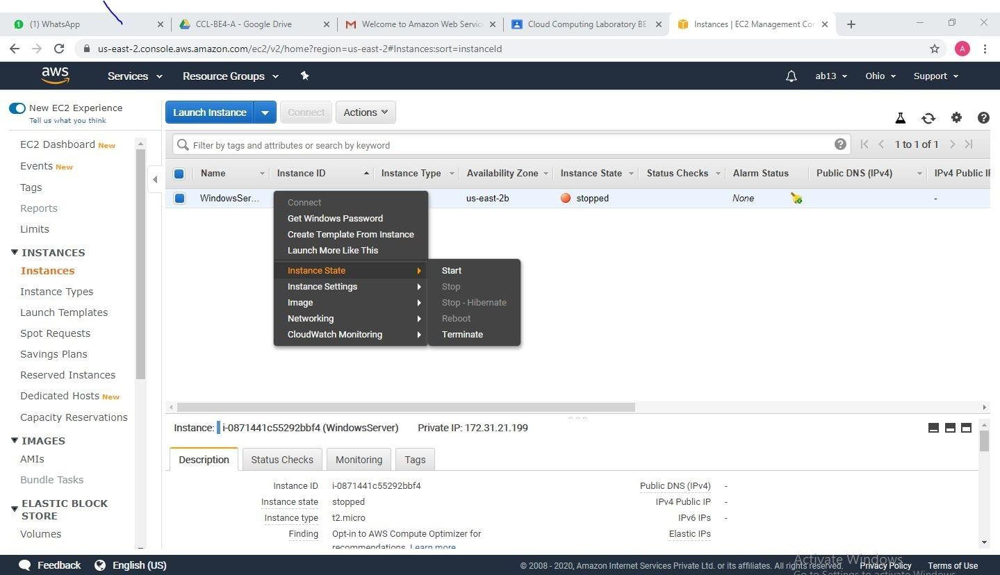 (1) WhatsApp
CCL-BE4-A - Google Drive
Welcome to Amazon Web Servic
Cloud Computing Laboratory BE
Instances | EC2 Management Con
us-east-2.console.aws.amazon.com/ec2/v2/home?region=us-east-2#Instances:sort=instanceId
A
aws
Services
Resource Groups
ab13
Ohio
Support
New EC2 Experience
Tell us what you think
Launch Instance
Connect
Actions
EC2 Dashboard New
Events New
Tags
Reports
Limits
INSTANCES
Instances
Instance Types
Launch Templates
Spot Requests
Savings Plans
Reserved Instances
Dedicated Hosts New
Capacity Reservations
IMAGES
AMIs
Bundle Tasks
ELASTIC BLOCK
STORE
Volumes
Filter by tags and attributes or search by keyword
1 to 1 of 1
Name Instance ID Instance Type Availability Zone Instance State Status Checks Alarm Status Public DNS (IPv4) IPv4 Public IP
WindowsSer... us-east-2b stopped None -
Connect
Get Windows Password
Create Template From Instance
Launch More Like This
Instance State
Instance Settings
Image
Networking
CloudWatch Monitoring
Start
Stop
Stop - Hibernate
Reboot
Terminate
Instance: i-0871441c55292bbf4 (WindowsServer) Private IP: 172.31.21.199
Description Status Checks Monitoring Tags
Instance ID i-0871441c55292bbf4 Public DNS (IPv4) -
Instance state stopped IPv4 Public IP -
Instance type t2.micro IPv6 IPs -
Finding Opt-in to AWS Compute Optimizer for Elastic IPs
recommendations. Learn more
Feedback
English (US)
© 2008 - 2020, Amazon Internet Services Private Ltd. or its affiliates. All rights reserved.
Privacy Policy
Terms of Use
Activate Windows
Go to Settings to activate Windows.